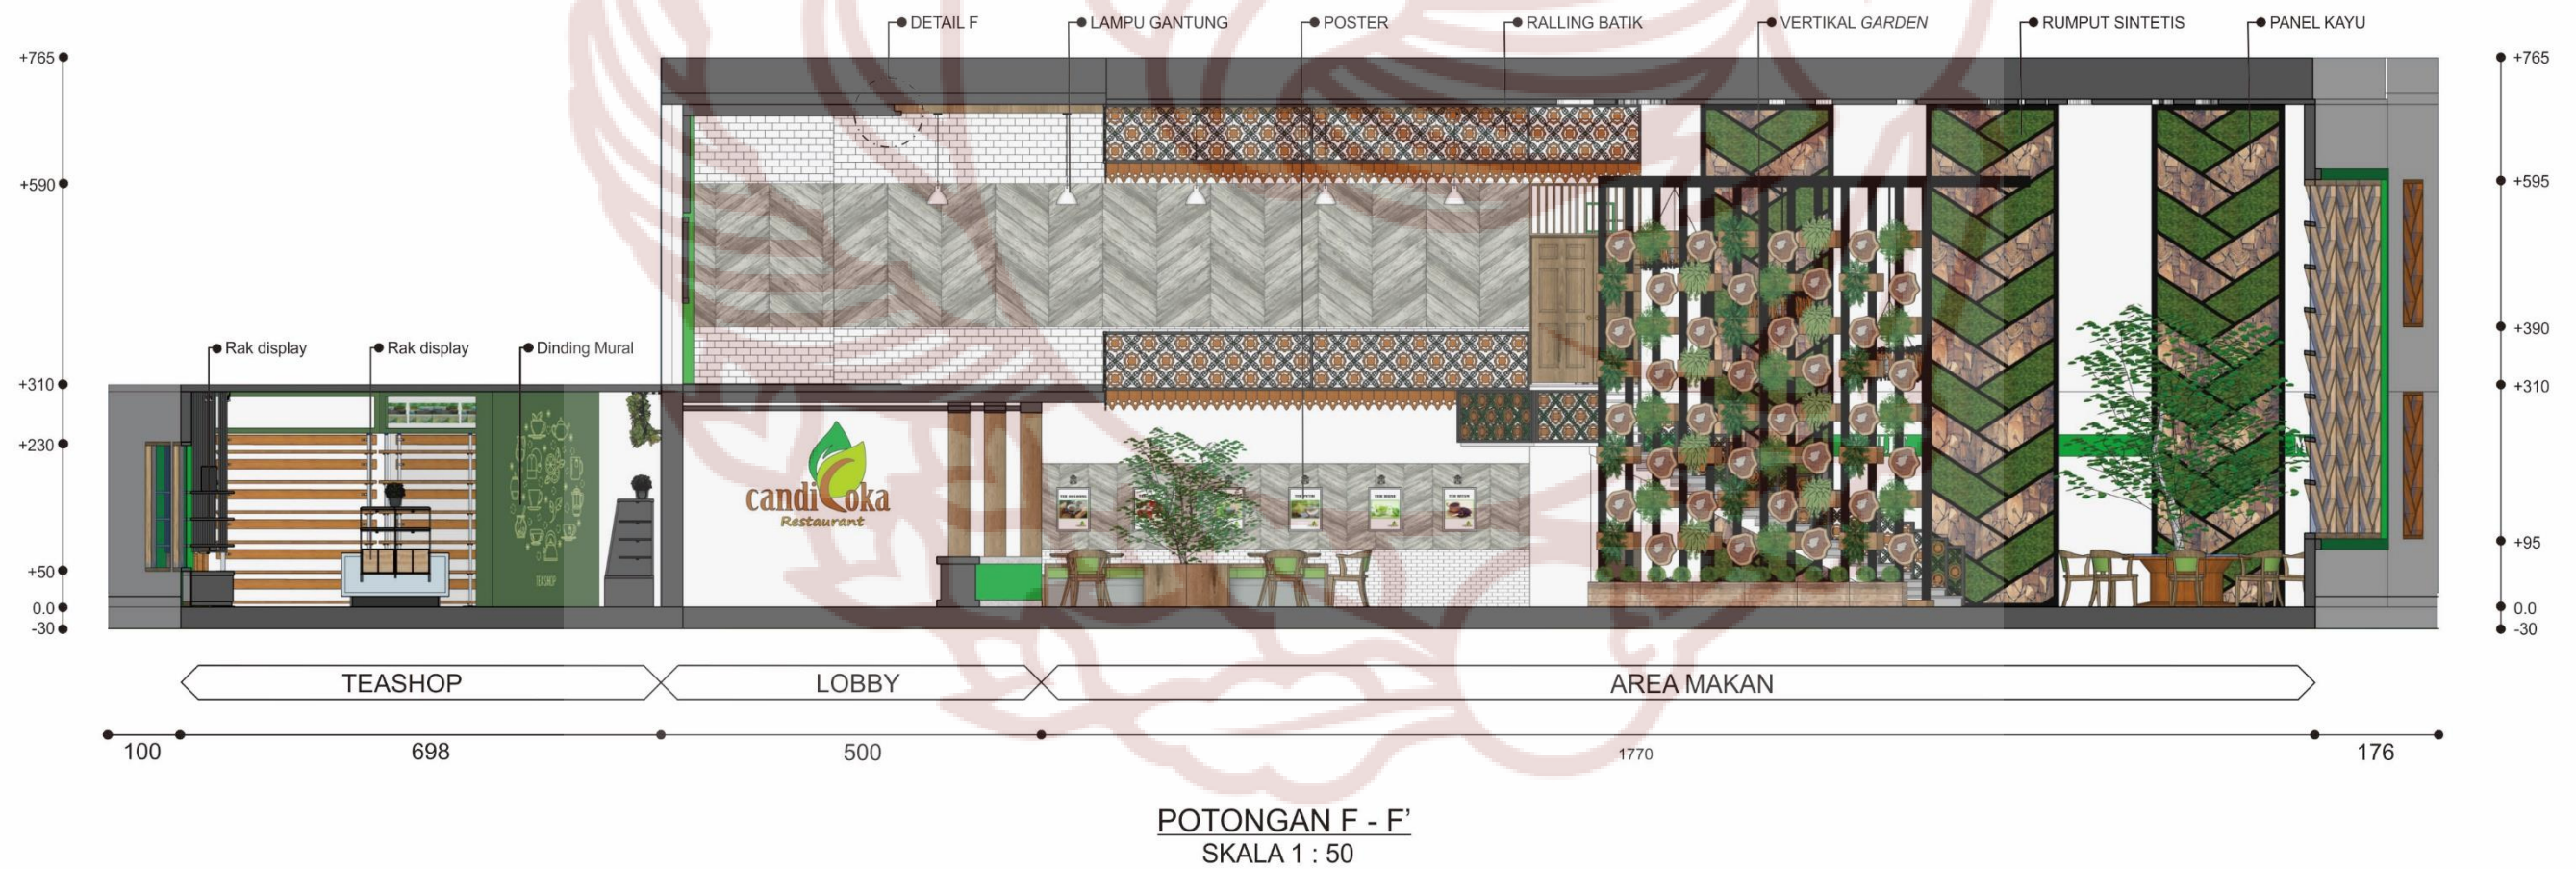 DETAIL F
LAMPU GANTUNG
POSTER
RALLING BATIK
VERTIKAL GARDEN
RUMPUT SINTETIS
PANEL KAYU
+765
+590
+310
+230
+50
0.0
-30
+765
+595
+390
+310
+95
0.0
-30
Rak display
Rak display
Dinding Mural
TEASHOP
candiCoka
Restaurant
TEASHOP
LOBBY
AREA MAKAN
100
698
500
1770
176
POTONGAN F - F’
SKALA 1 : 50